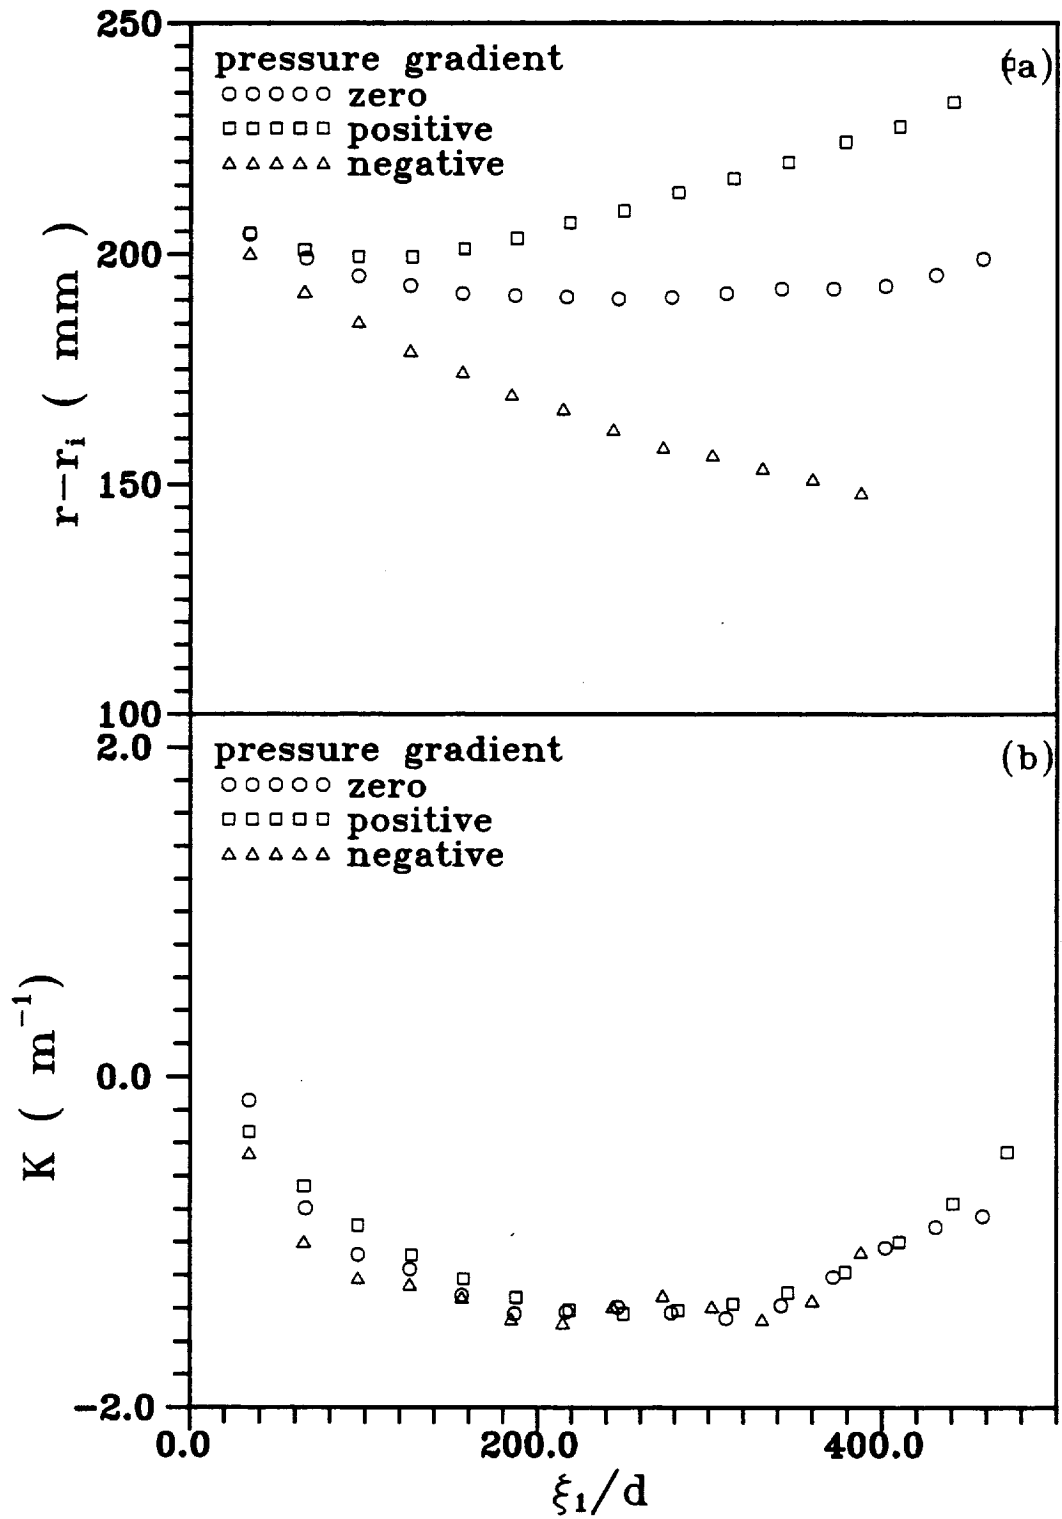 250
pressure gradient
(a)
zero
positive
negative
200
150
100
r−rᵢ ( mm )
2.0
pressure gradient
(b)
zero
positive
negative
0.0
−2.0
K ( m⁻¹)
0.0 200.0 400.0
ξ₁/d